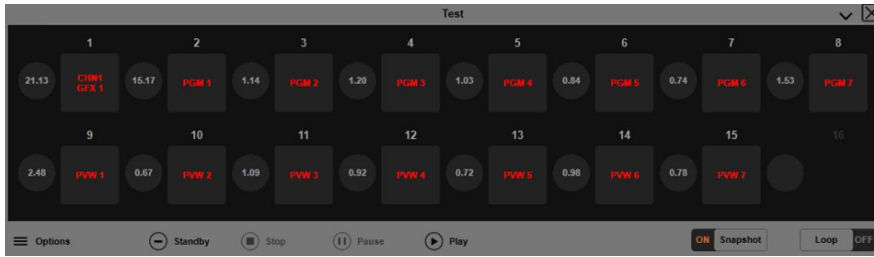 Test
1 2 3 4 5 6 7 8
21.13 CHN1 15.17 PGM 1 1.14 PGM 2 1.20 PGM 3 1.03 PGM 4 0.84 PGM 5 0.74 PGM 6 1.53 PGM 7
GFX 1
9 10 11 12 13 14 15 16
2.48 PVW 1 0.67 PVW 2 1.09 PVW 3 0.92 PVW 4 0.72 PVW 5 0.98 PVW 6 0.78 PVW 7
Options Standby Stop Pause Play ON Snapshot Loop OFF